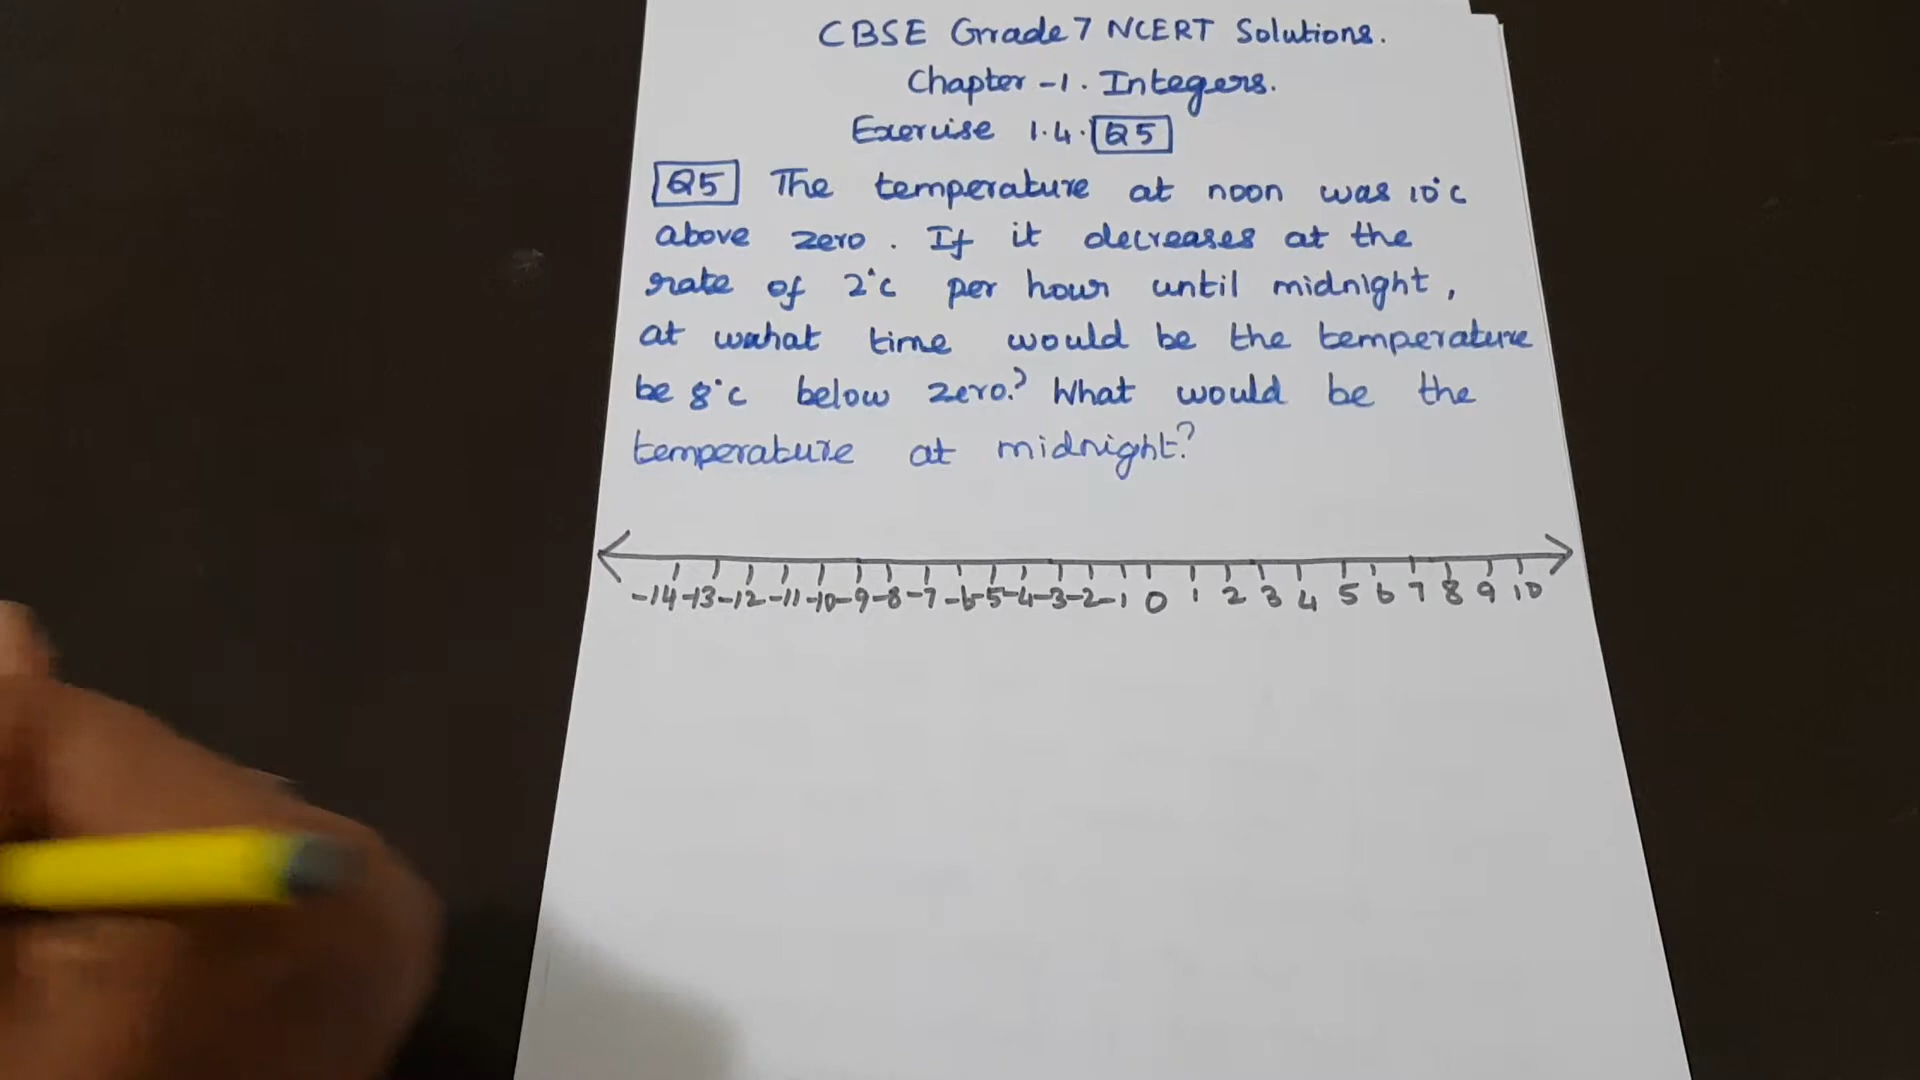 CBSE Grade 7 NCERT Solutions.
Chapter -1. Integers.
Exercise 1.4. Q5
Q5 The temperature at noon was 10°c
above zero. If it decreases at the
rate of 2°c per hour until midnight,
at what time would be the temperature
be 8°c below zero? What would be the
temperature at midnight?
-14 -13 -12 -11 -10 -9 -8 -7 -6 -5 -4 -3 -2 -1 0 1 2 3 4 5 6 7 8 9 10